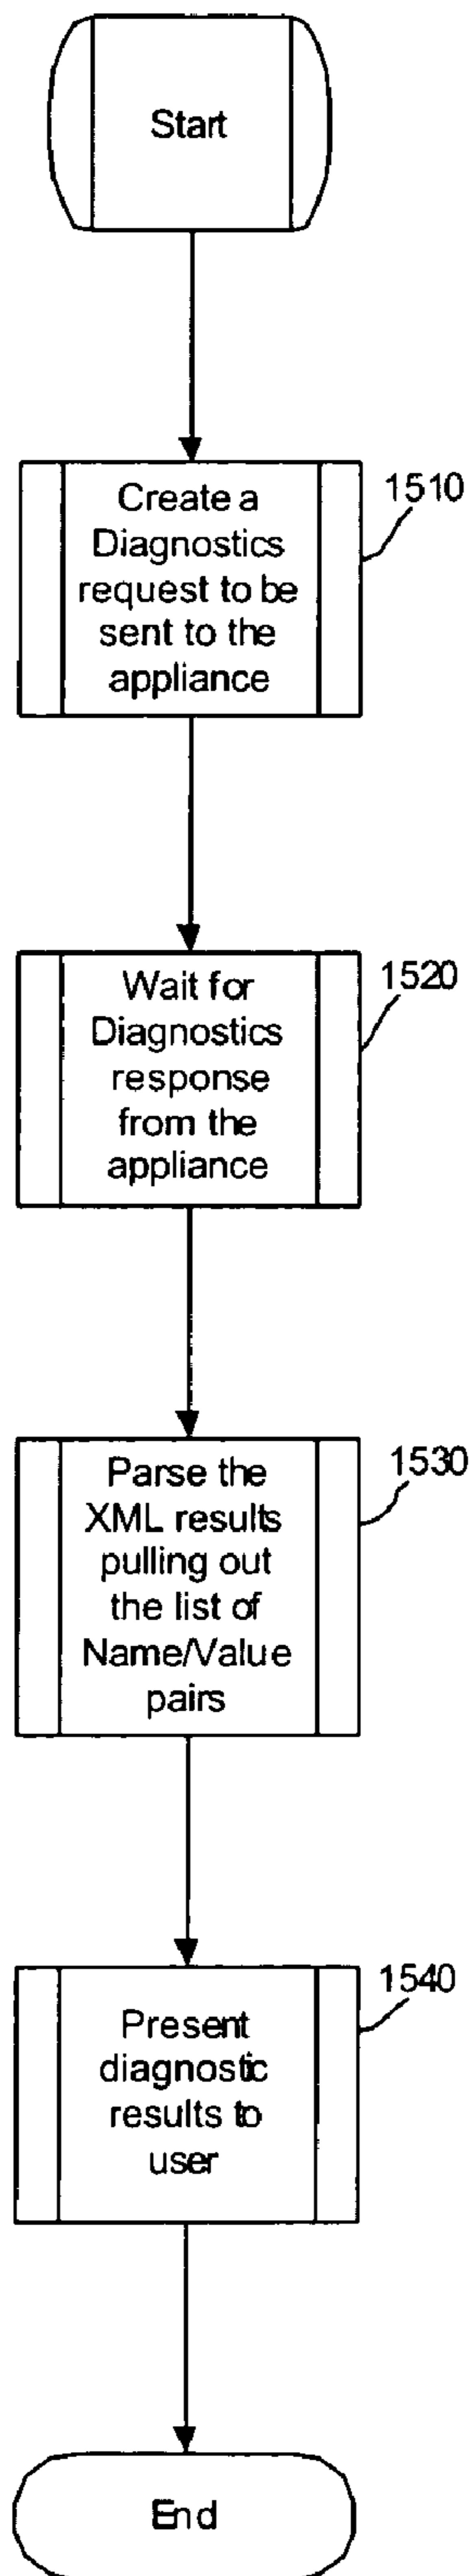 Start
1510
Create a
Diagnostics
request to be
sent to the
appliance
1520
Wait for
Diagnostics
response
from the
appliance
1530
Parse the
XML results
pulling out
the list of
Name/Value
pairs
1540
Present
diagnostic
results to
user
End